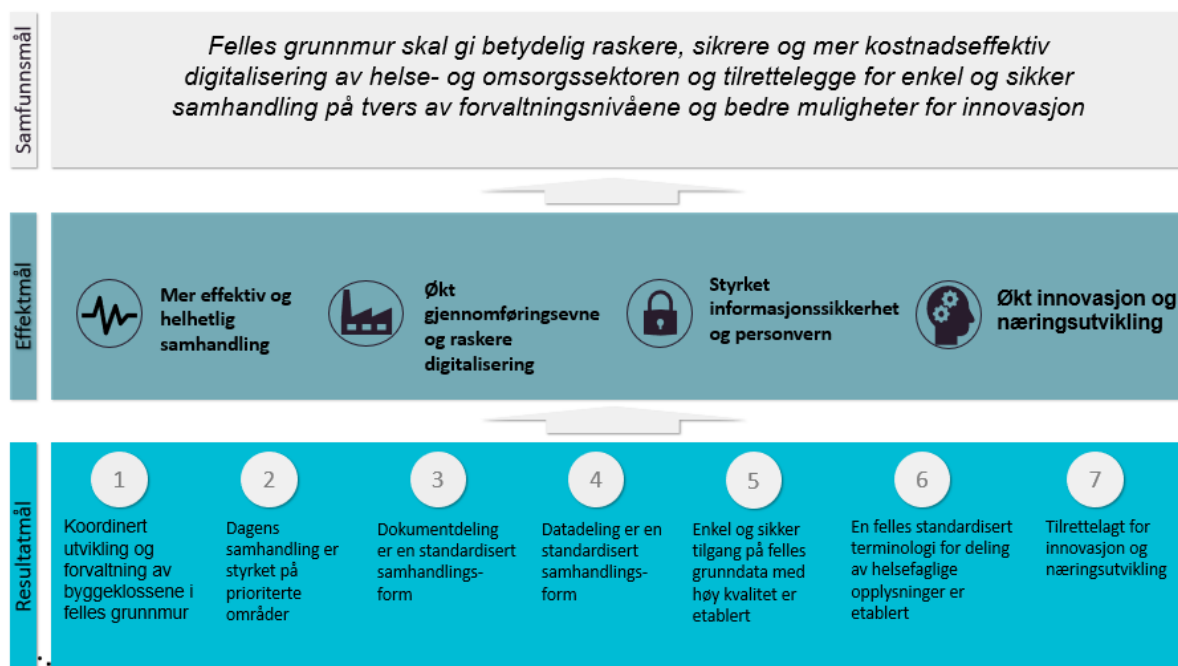 Samfunnsmål
Felles grunnmur skal gi betydelig raskere, sikrere og mer kostnadseffektiv
digitalisering av helse- og omsorgssektoren og tilrettelegge for enkel og sikker
samhandling på tvers av forvaltningsnivåene og bedre muligheter for innovasjon
Effektmål
Mer effektiv og
helhetlig
samhandling
Økt
gjennomføringsevne
og raskere
digitalisering
Styrket
informasjonssikkerhet
og personvern
Økt innovasjon og
næringsutvikling
Resultatmål
1
Koordinert
utvikling og
forvaltning av
byggeklossene i
felles grunnmur
2
Dagens
samhandling er
styrket på
prioriterte
områder
3
Dokumentdeling
er en standardisert
samhandlings-
form
4
Datadeling er en
standardisert
samhandlings-
form
5
Enkel og sikker
tilgang på felles
grunndata med
høy kvalitet er
etablert
6
En felles standardisert
terminologi for deling
av helsefaglige
opplysninger er
etablert
7
Tilrettelagt for
innovasjon og
næringsutvikling